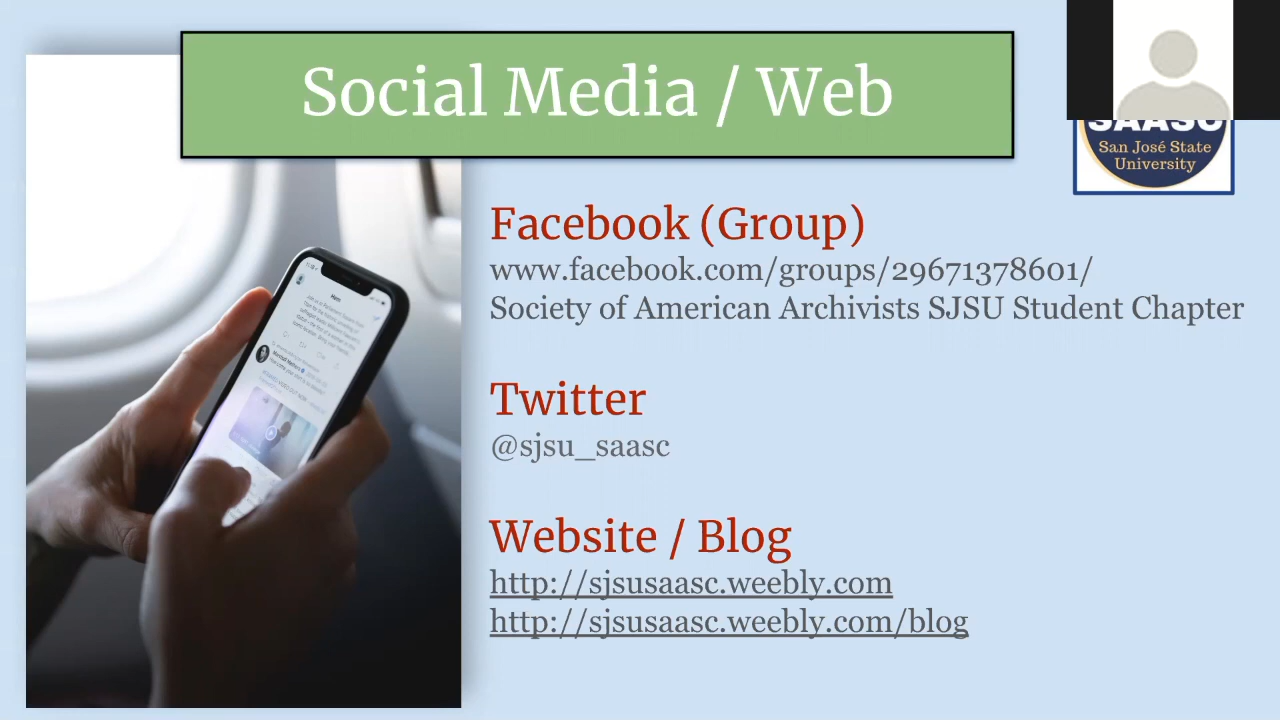 Social Media / Web
SAASC
San José State
University
Facebook (Group)
www.facebook.com/groups/29671378601/
Society of American Archivists SJSU Student Chapter
Twitter
@sjsu_saasc
Website / Blog
http://sjsusaasc.weebly.com
http://sjsusaasc.weebly.com/blog